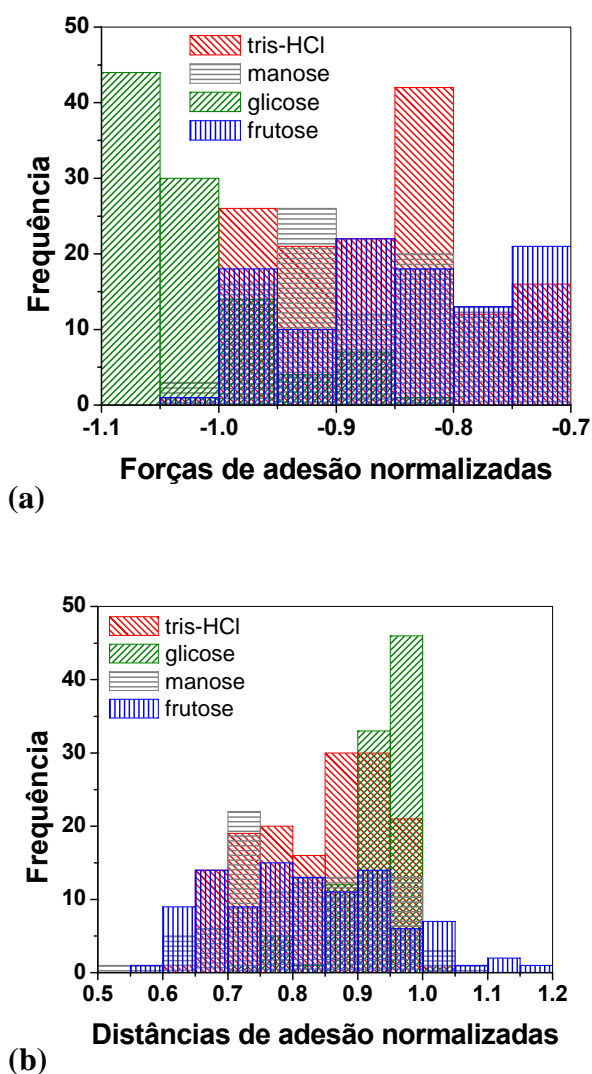 50
40
30
20
10
0
Frequência
tris-HCl
manose
glicose
frutose
-1.1 -1.0 -0.9 -0.8 -0.7
Forças de adesão normalizadas
(a)
50
40
30
20
10
0
Frequência
tris-HCl
glicose
manose
frutose
0.5 0.6 0.7 0.8 0.9 1.0 1.1 1.2
Distâncias de adesão normalizadas
(b)